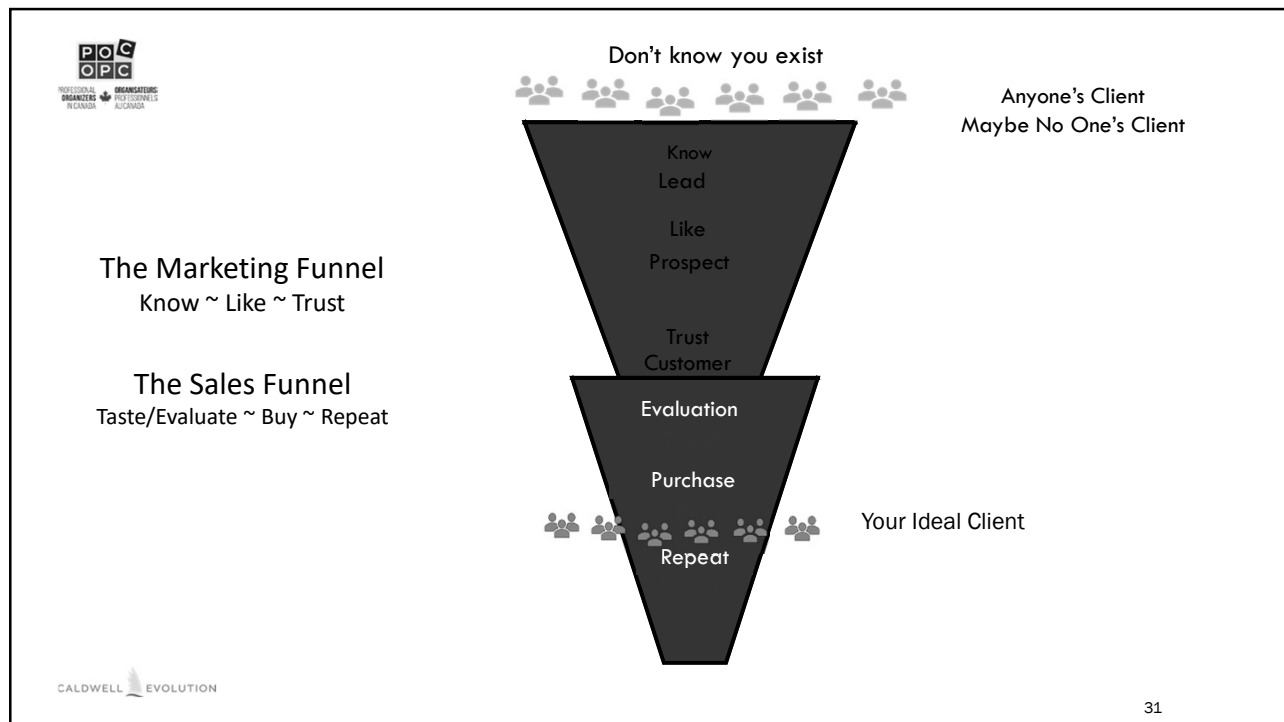 POC
OPC
PROFESSIONAL ORGANISATEURS
ORGANIZERS PROFESSIONNELS
IN CANADA AU CANADA
Don't know you exist
Anyone's Client
Maybe No One's Client
Know
Lead
Like
Prospect
Trust
Customer
The Marketing Funnel
Know ~ Like ~ Trust
The Sales Funnel
Taste/Evaluate ~ Buy ~ Repeat
Evaluation
Purchase
Repeat
Your Ideal Client
CALDWELL EVOLUTION
31